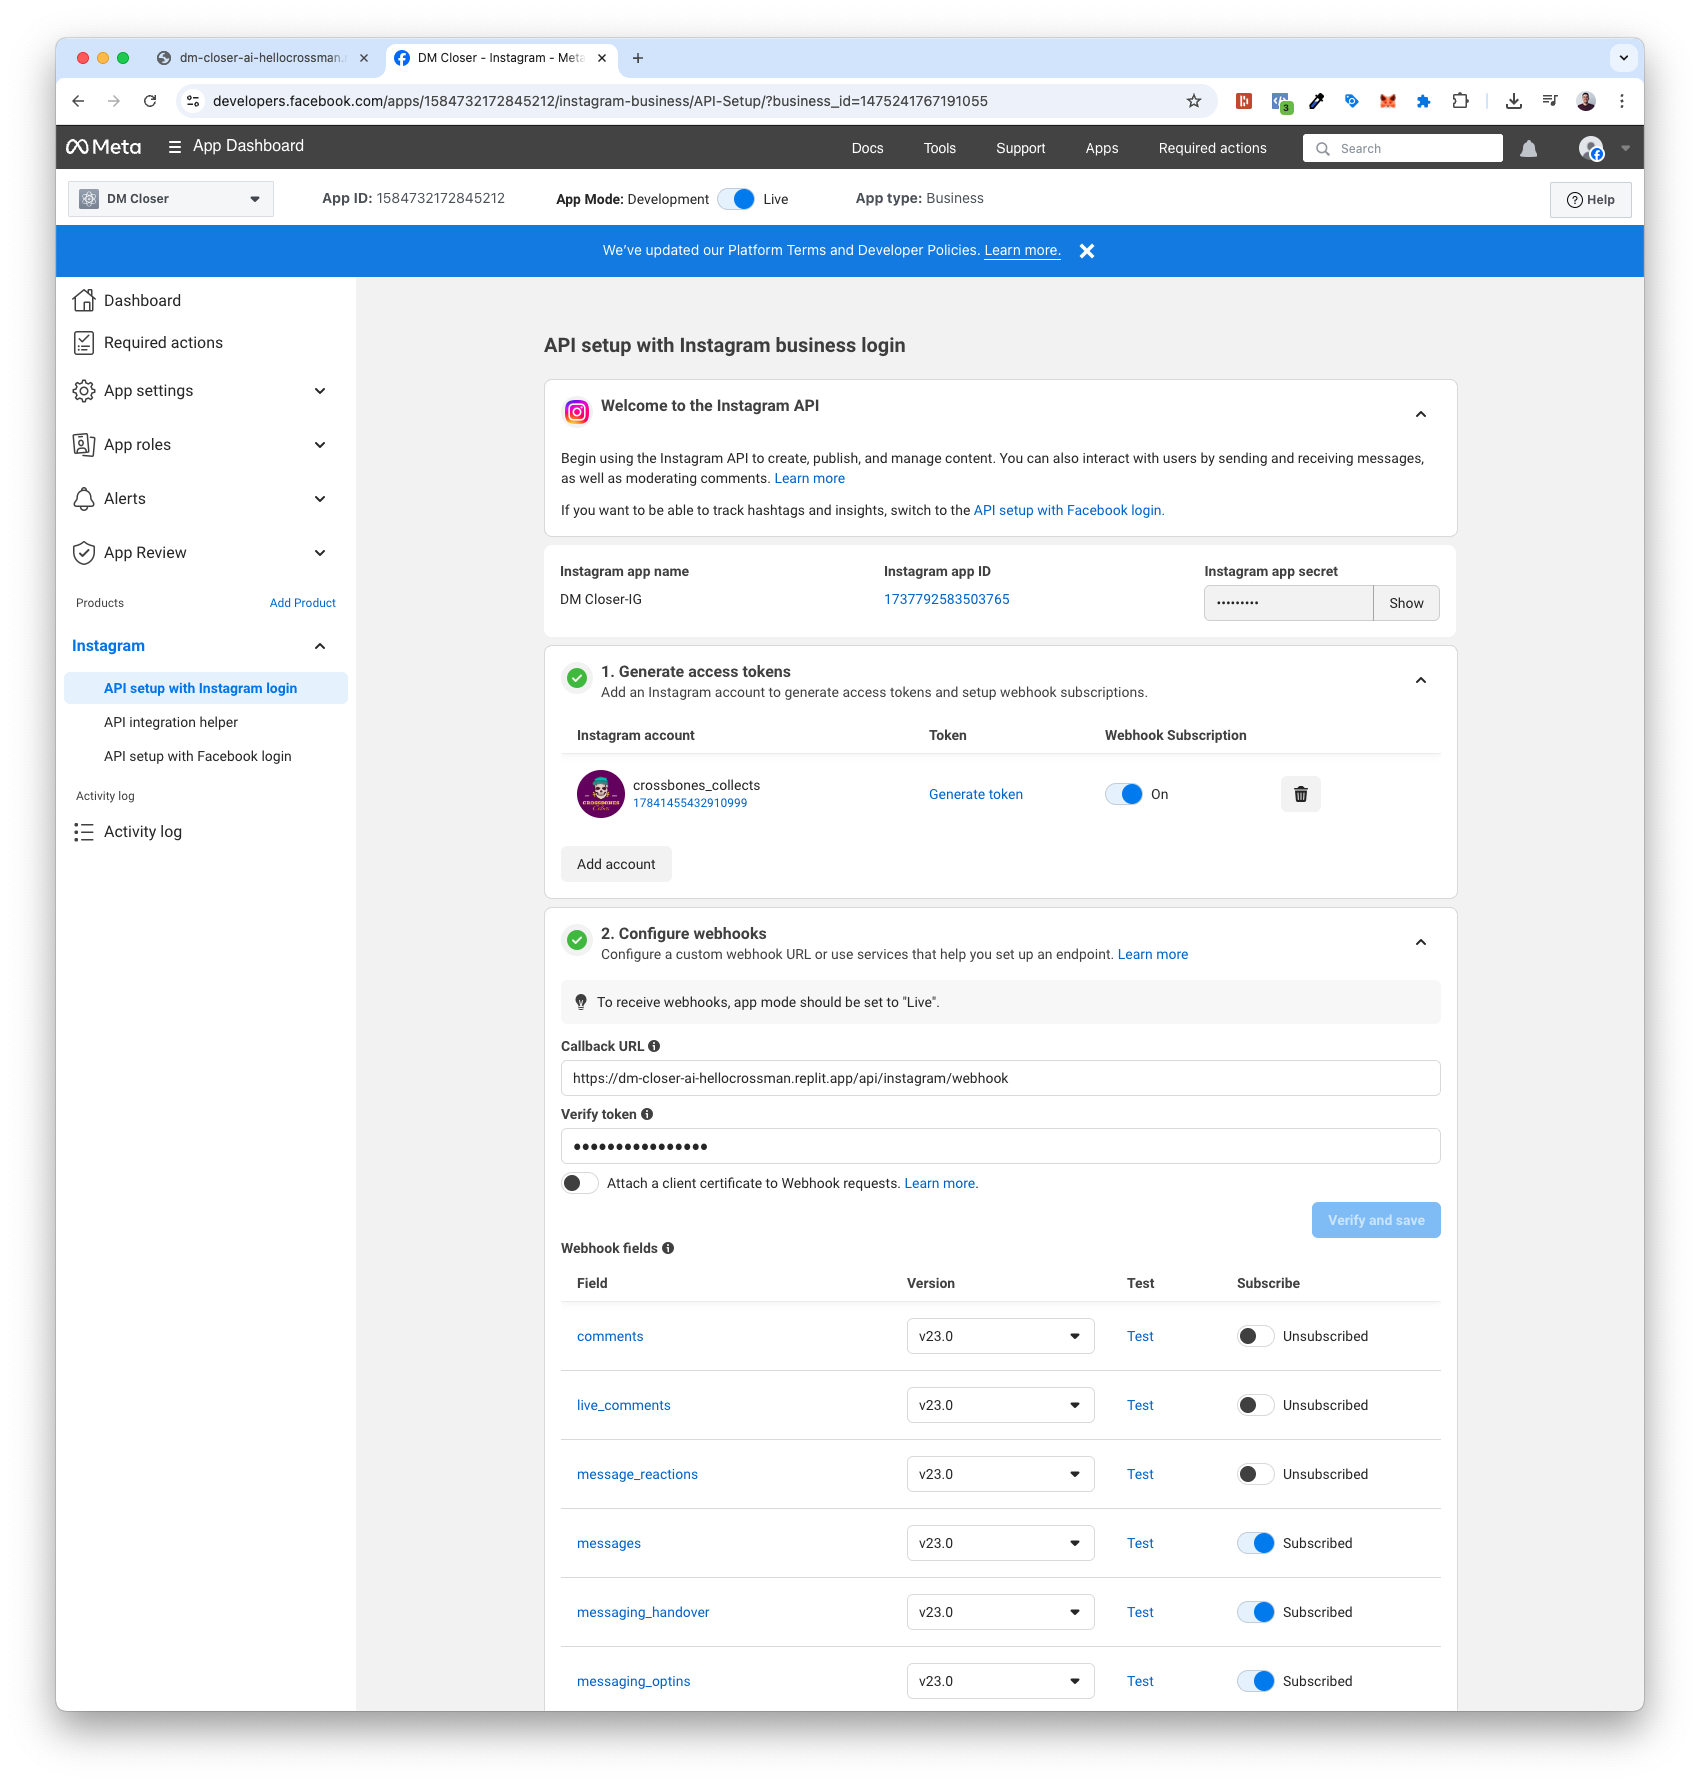 dm-closer-ai-hellocrossman.
DM Closer - Instagram - Meta
developers.facebook.com/apps/1584732172845212/instagram-business/API-Setup/?business_id=1475241767191055
3
Meta
App Dashboard
Docs
Tools
Support
Apps
Required actions
Search
DM Closer
App ID: 1584732172845212
App Mode: Development
Live
App type: Business
Help
We've updated our Platform Terms and Developer Policies. Learn more.
Dashboard
Required actions
App settings
App roles
Alerts
App Review
Products
Add Product
Instagram
API setup with Instagram login
API integration helper
API setup with Facebook login
Activity log
Activity log
API setup with Instagram business login
Welcome to the Instagram API
Begin using the Instagram API to create, publish, and manage content. You can also interact with users by sending and receiving messages,
as well as moderating comments. Learn more
If you want to be able to track hashtags and insights, switch to the API setup with Facebook login.
Instagram app name
Instagram app ID
Instagram app secret
DM Closer-IG
1737792583503765
•••••••••
Show
1. Generate access tokens
Add an Instagram account to generate access tokens and setup webhook subscriptions.
Instagram account
Token
Webhook Subscription
CROSSBONES
crossbones_collects
17841455432910999
Generate token
On
Add account
2. Configure webhooks
Configure a custom webhook URL or use services that help you set up an endpoint. Learn more
To receive webhooks, app mode should be set to "Live".
Callback URL
https://dm-closer-ai-hellocrossman.replit.app/api/instagram/webhook
Verify token
••••••••••••••••
Attach a client certificate to Webhook requests. Learn more.
Verify and save
Webhook fields
Field
Version
Test
Subscribe
comments
v23.0
Test
Unsubscribed
live_comments
v23.0
Test
Unsubscribed
message_reactions
v23.0
Test
Unsubscribed
messages
v23.0
Test
Subscribed
messaging_handover
v23.0
Test
Subscribed
messaging_optins
v23.0
Test
Subscribed